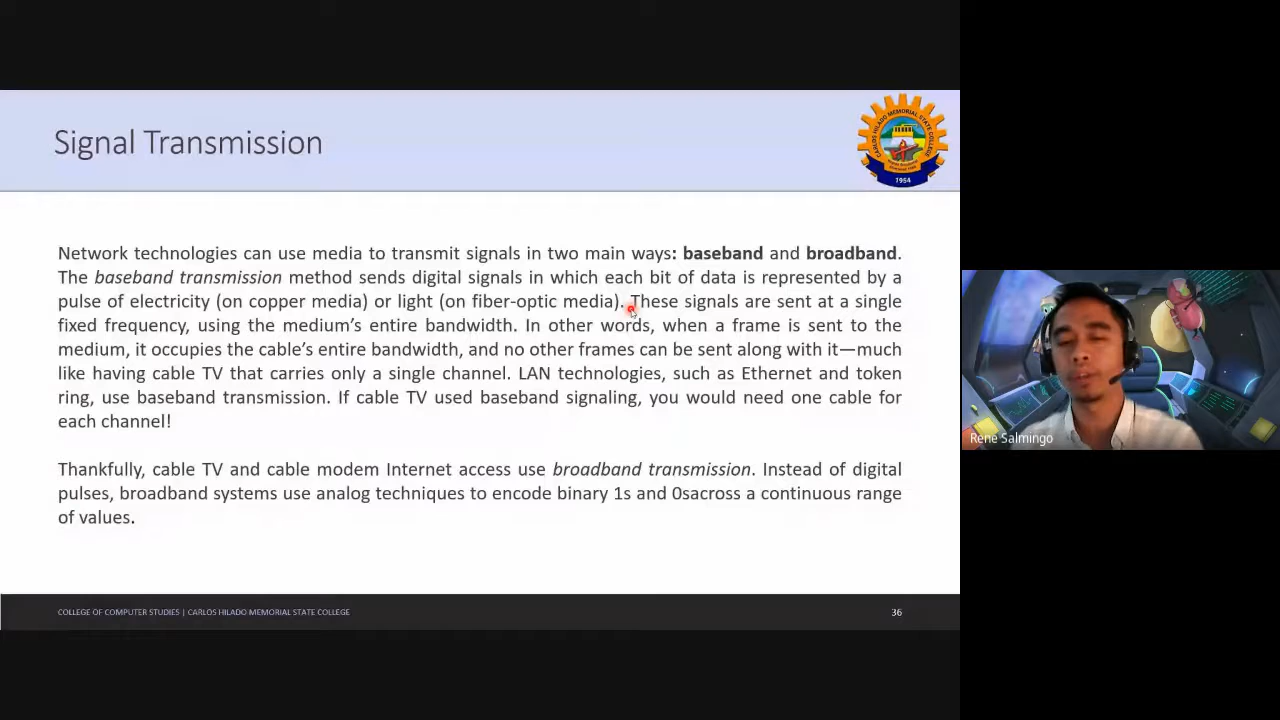 Signal Transmission
CARLOS HILADO MEMORIAL STATE COLLEGE
1954
Network technologies can use media to transmit signals in two main ways: baseband and broadband.
The baseband transmission method sends digital signals in which each bit of data is represented by a
pulse of electricity (on copper media) or light (on fiber-optic media). These signals are sent at a single
fixed frequency, using the medium’s entire bandwidth. In other words, when a frame is sent to the
medium, it occupies the cable’s entire bandwidth, and no other frames can be sent along with it—much
like having cable TV that carries only a single channel. LAN technologies, such as Ethernet and token
ring, use baseband transmission. If cable TV used baseband signaling, you would need one cable for
each channel!
Thankfully, cable TV and cable modem Internet access use broadband transmission. Instead of digital
pulses, broadband systems use analog techniques to encode binary 1s and 0sacross a continuous range
of values.
COLLEGE OF COMPUTER STUDIES | CARLOS HILADO MEMORIAL STATE COLLEGE
36
Rene Salmingo